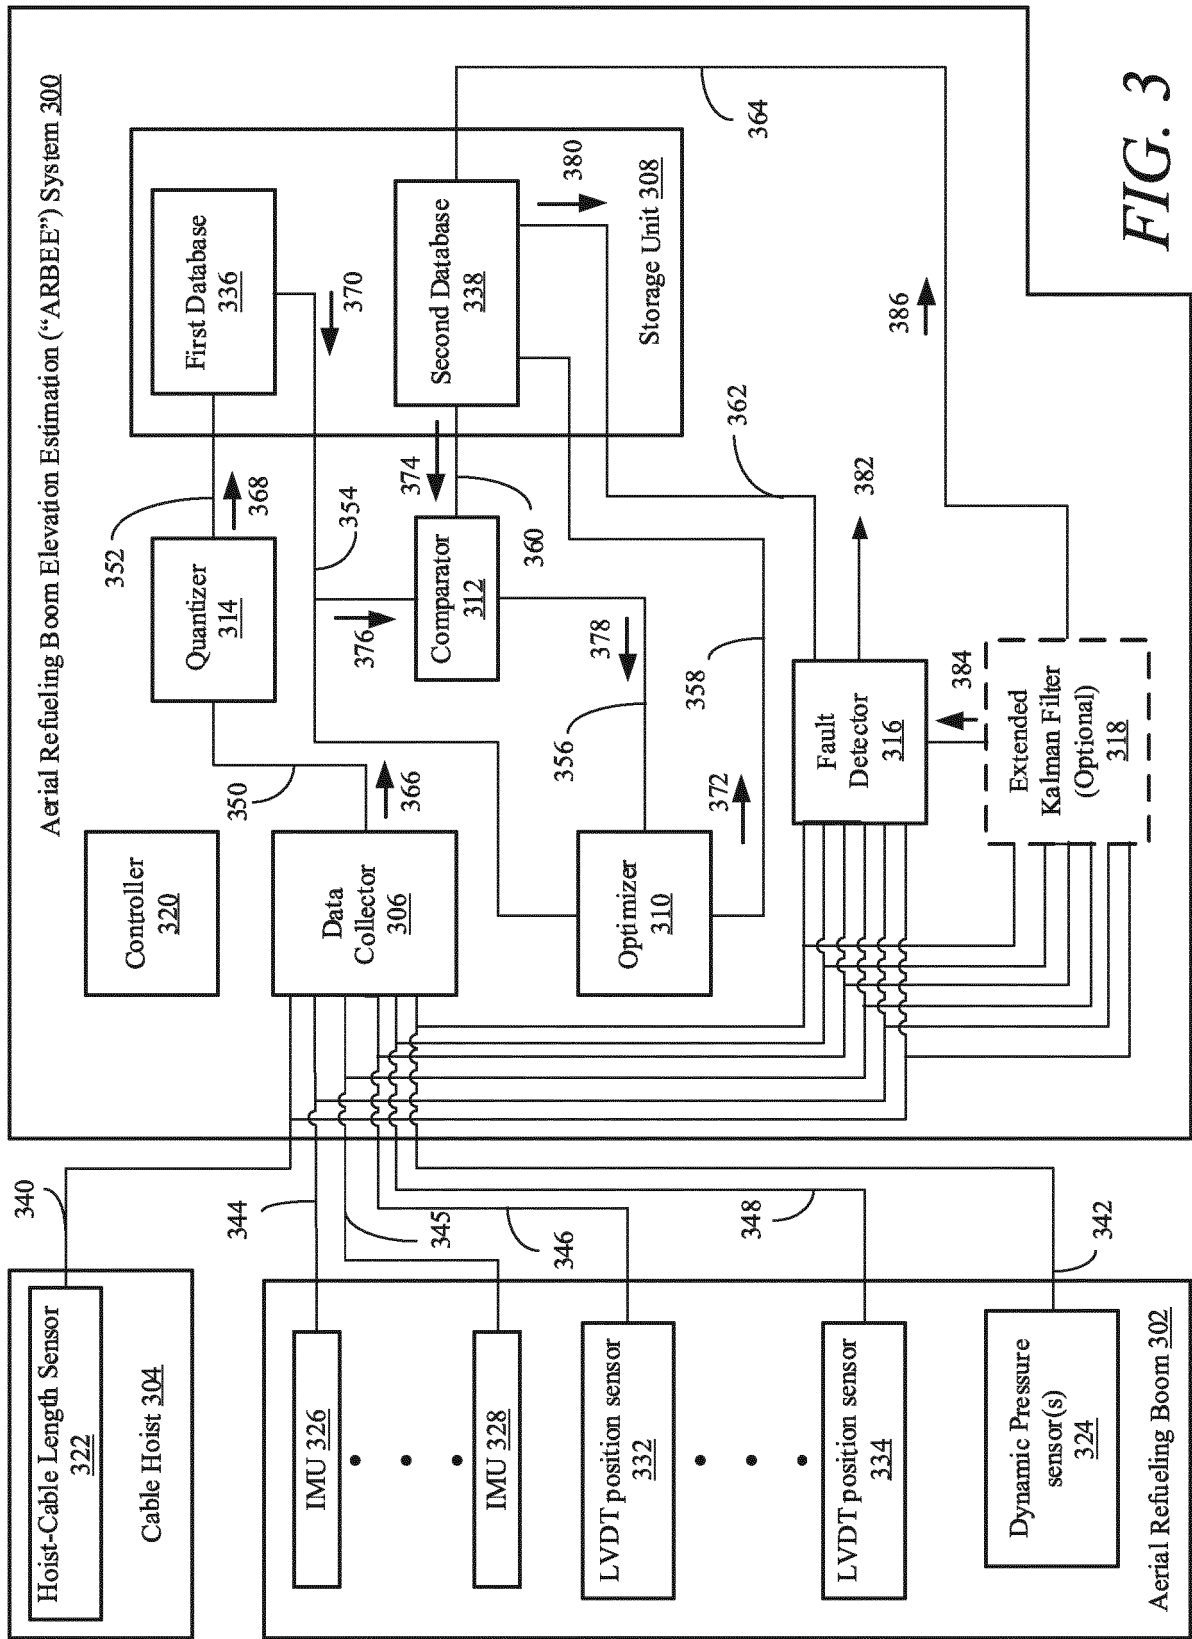 Aerial Refueling Boom Elevation Estimation (“ARBEE”) System 300
Hoist-Cable Length Sensor
322
Cable Hoist 304
340
Controller
320
Data
Collector
306
350
366
Quantizer
314
352
368
First Database
336
370
354
376
Comparator
312
374
360
Second Database
338
380
Storage Unit 308
364
344
345
346
348
342
IMU 326
IMU 328
LVDT position sensor
332
LVDT position sensor
334
Dynamic Pressure
sensor(s)
324
Aerial Refueling Boom 302
Optimizer
310
356
378
372
358
362
Fault
Detector
316
382
384
386
Extended
Kalman Filter
(Optional)
318
FIG. 3